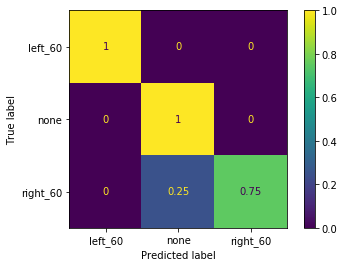 left_60 1 0 0
none 0 1 0
right_60 0 0.25 0.75
left_60 none right_60
Predicted label
True label
1.0
0.8
0.6
0.4
0.2
0.0